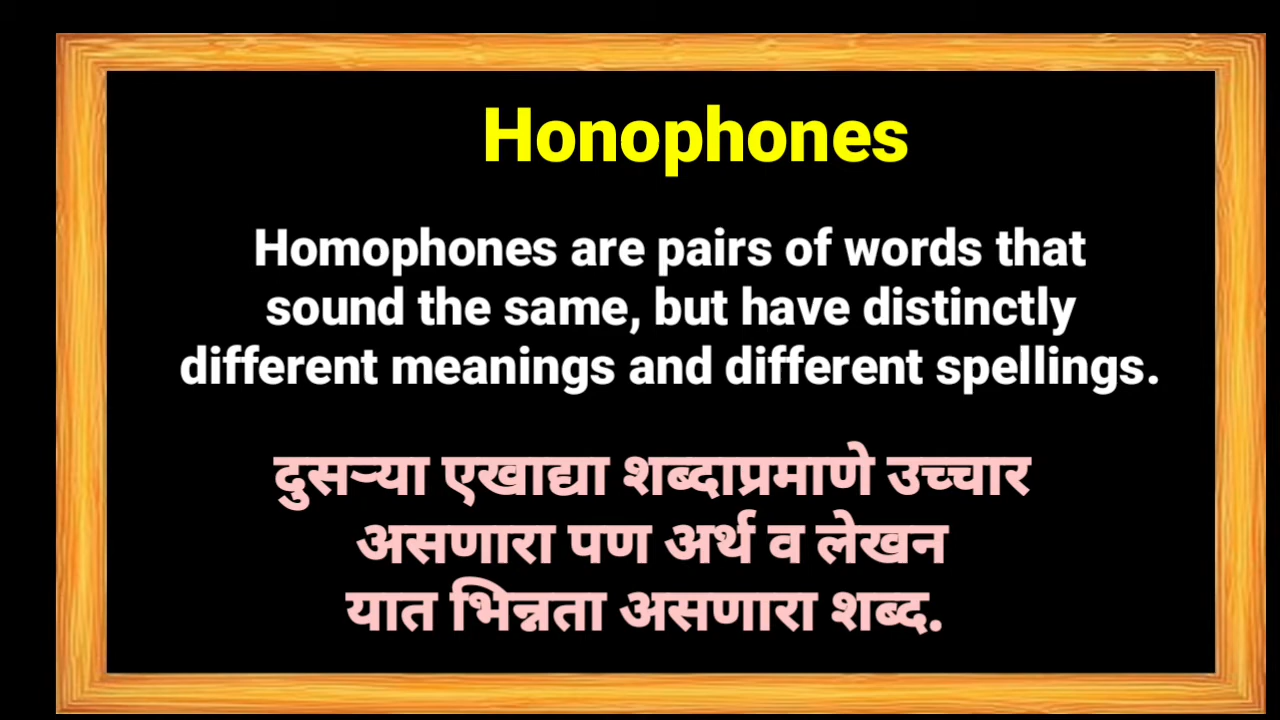 Honophones
Homophones are pairs of words that
sound the same, but have distinctly
different meanings and different spellings.
दुसऱ्या एखाद्या शब्दाप्रमाणे उच्चार
असणारा पण अर्थ व लेखन
यात भिन्नता असणारा शब्द.